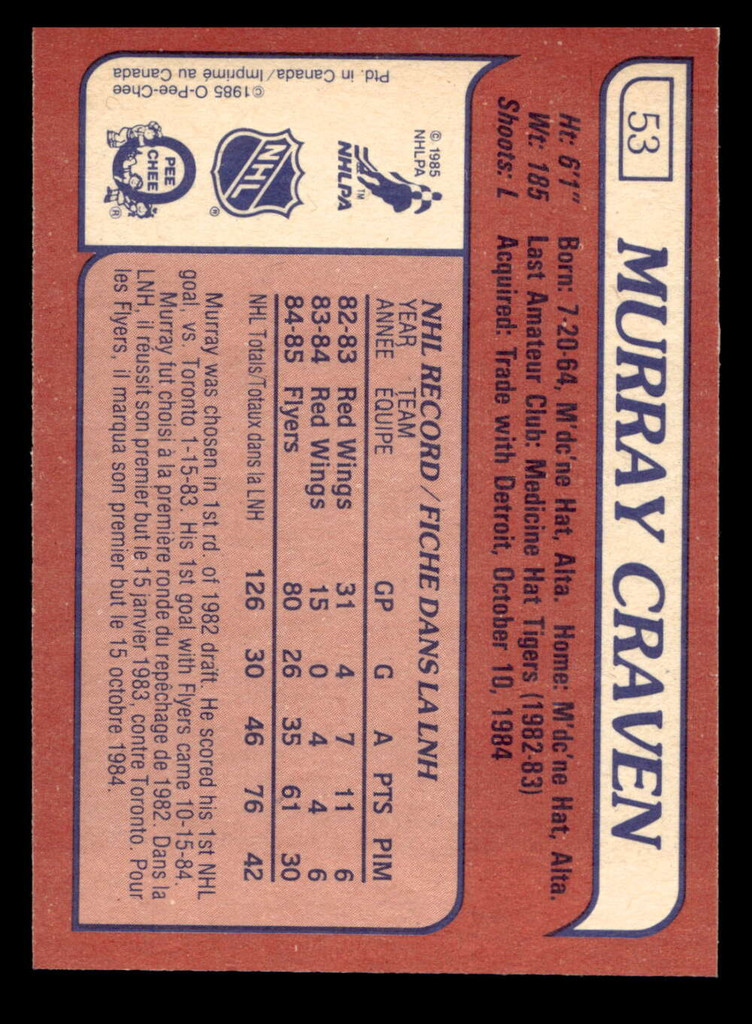 53
MURRAY CRAVEN
Ht: 6'1" Born: 7-20-64, M'dc'ne Hat, Alta. Home: M'dc'ne Hat, Alta.
Wt: 185 Last Amateur Club: Medicine Hat Tigers (1982-83)
Shoots: L Acquired: Trade with Detroit, October 10, 1984
© 1985
NHLPA
NHLPA
TM
NHL
®
O
PEE
CHEE
®
©1985 O-Pee-Chee
Ptd. in Canada/Imprimé au Canada
NHL RECORD / FICHE DANS LA LNH
YEAR TEAM
ANNÉE ÉQUIPE GP G A PTS PIM
82-83 Red Wings 31 4 7 11 6
83-84 Red Wings 15 0 4 4 6
84-85 Flyers 80 26 35 61 30
NHL Totals/Totaux dans la LNH 126 30 46 76 42
Murray was chosen in 1st rd. of 1982 draft. He scored his 1st NHL
goal, vs. Toronto 1-15-83. His 1st goal with Flyers came 10-15-84.
Murray fut choisi à la première ronde du repêchage de 1982. Dans la
LNH, il réussit son premier but le 15 janvier 1983, contre Toronto. Pour
les Flyers, il marqua son premier but le 15 octobre 1984.